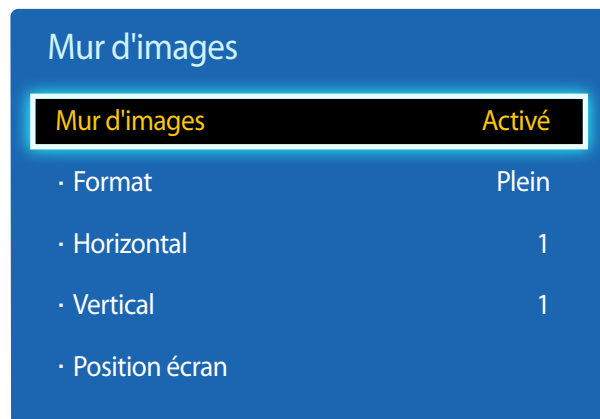 Mur d'images
Mur d'images Activé
· Format Plein
· Horizontal 1
· Vertical 1
· Position écran